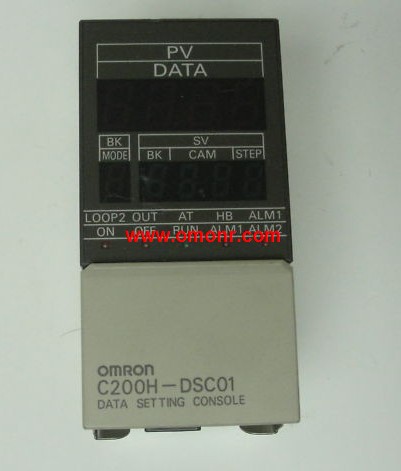 PV
DATA
BK SV
MODE BK CAM STEP
LOOP2 OUT AT HB ALM1
ON OFF RUN ALM1 ALM2
www.omonr.com
OMRON
C200H-DSC01
DATA SETTING CONSOLE